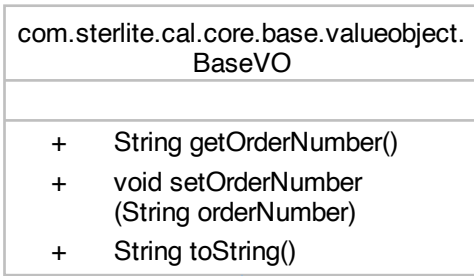 com.sterlite.cal.core.base.valueobject.
BaseVO
+ String getOrderNumber()
+ void setOrderNumber
(String orderNumber)
+ String toString()